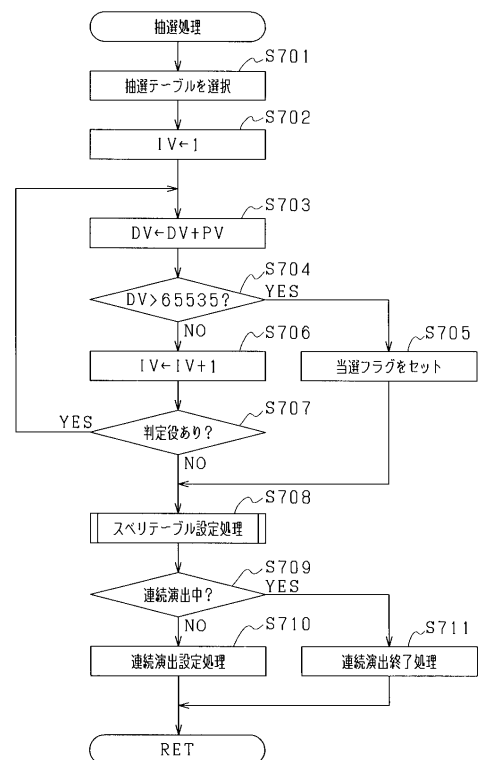 抽選処理
S701
抽選テーブルを選択
S702
IV←1
S703
DV←DV+PV
S704
DV>65535?
YES
NO
S705
当選フラグをセット
S706
IV←IV+1
S707
判定役あり?
YES
NO
S708
スベリテーブル設定処理
S709
連続演出中?
YES
NO
S710
連続演出設定処理
S711
連続演出終了処理
RET